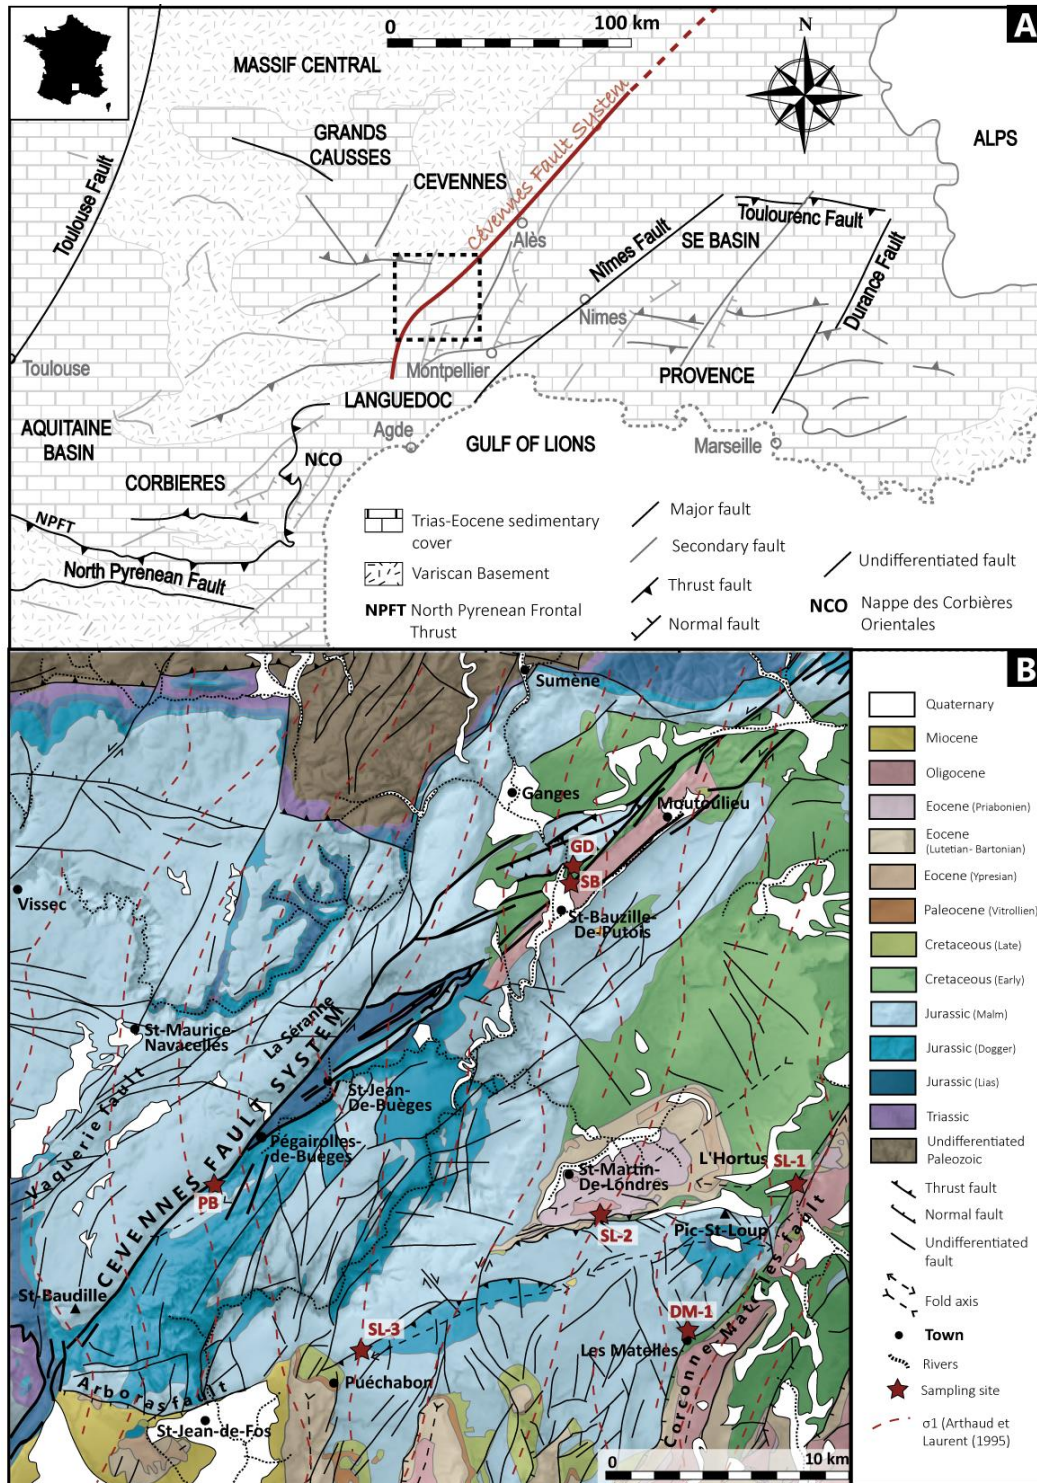 A
0 100 km
N
MASSIF CENTRAL
GRANDS
CAUSSES
CEVENNES
Cévennes Fault System
Toulouse Fault
ALPS
Alès
Nîmes Fault
Toulourenc Fault
SE BASIN
Durance Fault
Nimes
Toulouse
Montpellier
PROVENCE
LANGUEDOC
AQUITAINE
BASIN
Agde
GULF OF LIONS
Marseille
NCO
CORBIERES
NPFT
North Pyrenean Fault
Trias-Eocene sedimentary
cover
Variscan Basement
NPFT North Pyrenean Frontal
Thrust
Major fault
Secondary fault
Thrust fault
Normal fault
Undifferentiated fault
NCO Nappe des Corbières
Orientales
B
Sumène
Ganges
Moutoulieu
GD
SB
St-Bauzille-
De-Putois
Vissec
St-Maurice-
Navacelles
La Séranne
St-Jean-
De-Buèges
Vaquerie fault
CEVENNES FAULT SYSTEM
Pégairolles-
de-Buèges
PB
L'Hortus
SL-1
St-Martin-
De-Londres
SL-2
Pic-St-Loup
St-Baudille
SL-3
DM-1
Les Matelles
Corconne-Matelles fault
Puéchabon
Arboras fault
St-Jean-de-Fos
0 10 km
Quaternary
Miocene
Oligocene
Eocene (Priabonien)
Eocene
(Lutetian- Bartonian)
Eocene (Ypresian)
Paleocene (Vitrollien)
Cretaceous (Late)
Cretaceous (Early)
Jurassic (Malm)
Jurassic (Dogger)
Jurassic (Lias)
Triassic
Undifferentiated
Paleozoic
Thrust fault
Normal fault
Undifferentiated
fault
Fold axis
Town
Rivers
Sampling site
σ1 (Arthaud et
Laurent (1995)